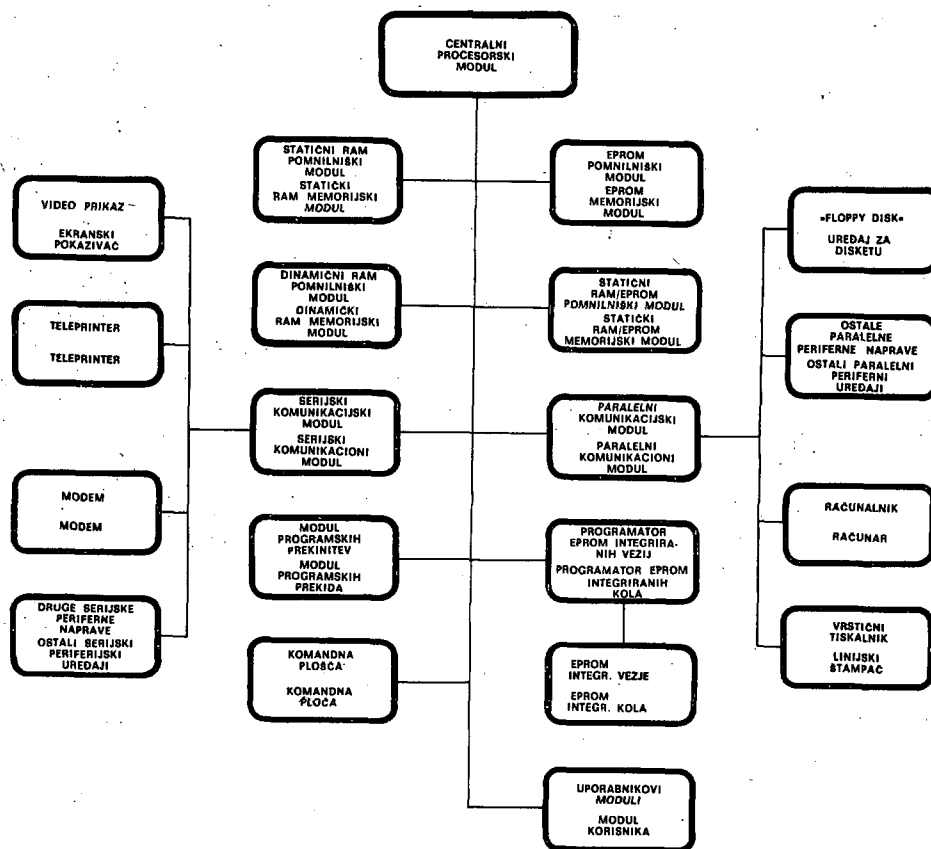 CENTRALNI
PROCESORSKI
MODUL
STATIČNI RAM
POMNILNIŠKI
MODUL
STATIČKI
RAM MEMORIJSKI
MODUL
EPROM
POMNILNIŠKI
MODUL
EPROM
MEMORIJSKI
MODUL
VIDEO PRIKAZ
EKRANSKI
POKAZIVAČ
»FLOPPY DISK«
UREĐAJ ZA
DISKETU
DINAMIČNI RAM
POMNILNIŠKI
MODUL
DINAMIČKI
RAM MEMORIJSKI
MODUL
STATIČNI
RAM/EPROM
POMNILNIŠKI MODUL
STATIČKI
RAM/EPROM
MEMORIJSKI MODUL
TELEPRINTER
TELEPRINTER
OSTALE
PARALELNE
PERIFERNE NAPRAVE
OSTALI PARALELNI
PERIFERNI
UREĐAJI
SERIJSKI
KOMUNIKACIJSKI
MODUL
SERIJSKI
KOMUNIKACIONI
MODUL
PARALELNI
KOMUNIKACIJSKI
MODUL
PARALELNI
KOMUNIKACIONI
MODUL
MODEM
MODEM
RAČUNALNIK
RAČUNAR
MODUL
PROGRAMSKIH
PREKINITEV
MODUL
PROGRAMSKIH
PREKIDA
PROGRAMATOR
EPROM INTEGRIRA-
NIH VEZIJ
PROGRAMATOR EPROM
INTEGRIRANIH
KOLA
DRUGE SERIJSKE
PERIFERNE
NAPRAVE
OSTALI SERIJSKI
PERIFERIJSKI
UREĐAJI
VRSTIČNI
TISKALNIK
LINIJSKI
ŠTAMPAČ
KOMANDNA
PLOŠČA
KOMANDNA
PLOČA
EPROM
INTEGR. VEZJE
EPROM
INTEGR. KOLA
UPORABNIKOVI
MODULI
MODUL
KORISNIKA